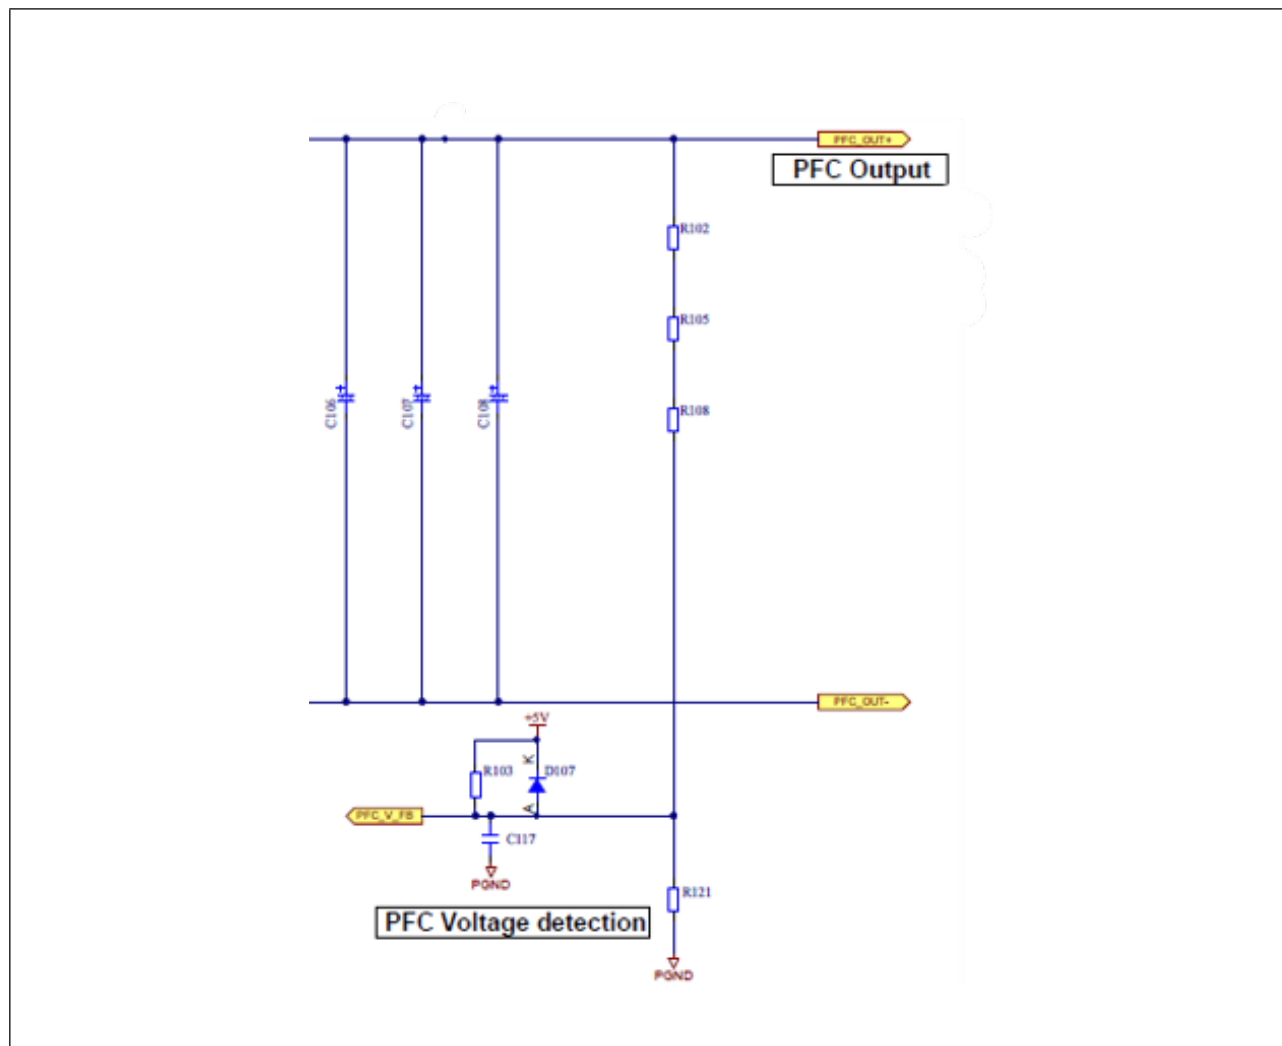 PFC_OUT+
PFC Output
R102
R105
R108
C106
C107
C108
PFC_OUT-
+5V
R103
K
D107
A
PFC_V_FB
C117
PGND
R121
PFC Voltage detection
PGND